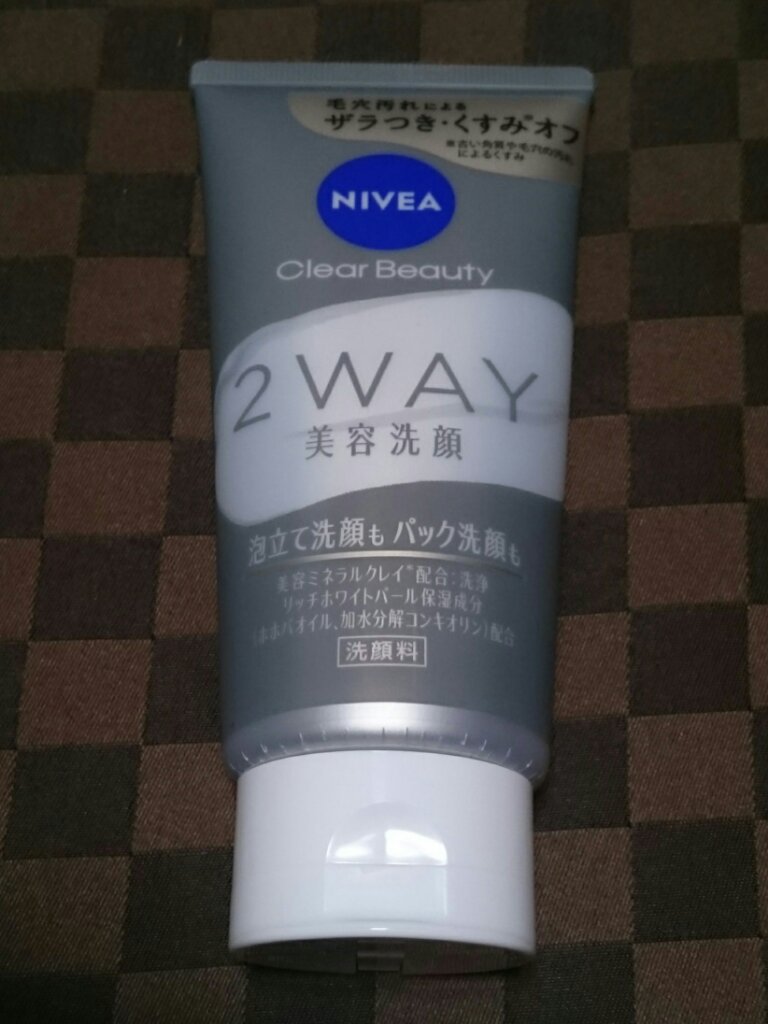 毛穴汚れによる
ザラつき・くすみ※オフ
※古い角質や毛穴の汚れ
によるくすみ
NIVEA
Clear Beauty
2 WAY
美容洗顔
泡立て洗顔も パック洗顔も
美容ミネラルクレイ※配合:洗浄
リッチホワイトパール保湿成分
(ホホバオイル、加水分解コンキオリン)配合
洗顔料